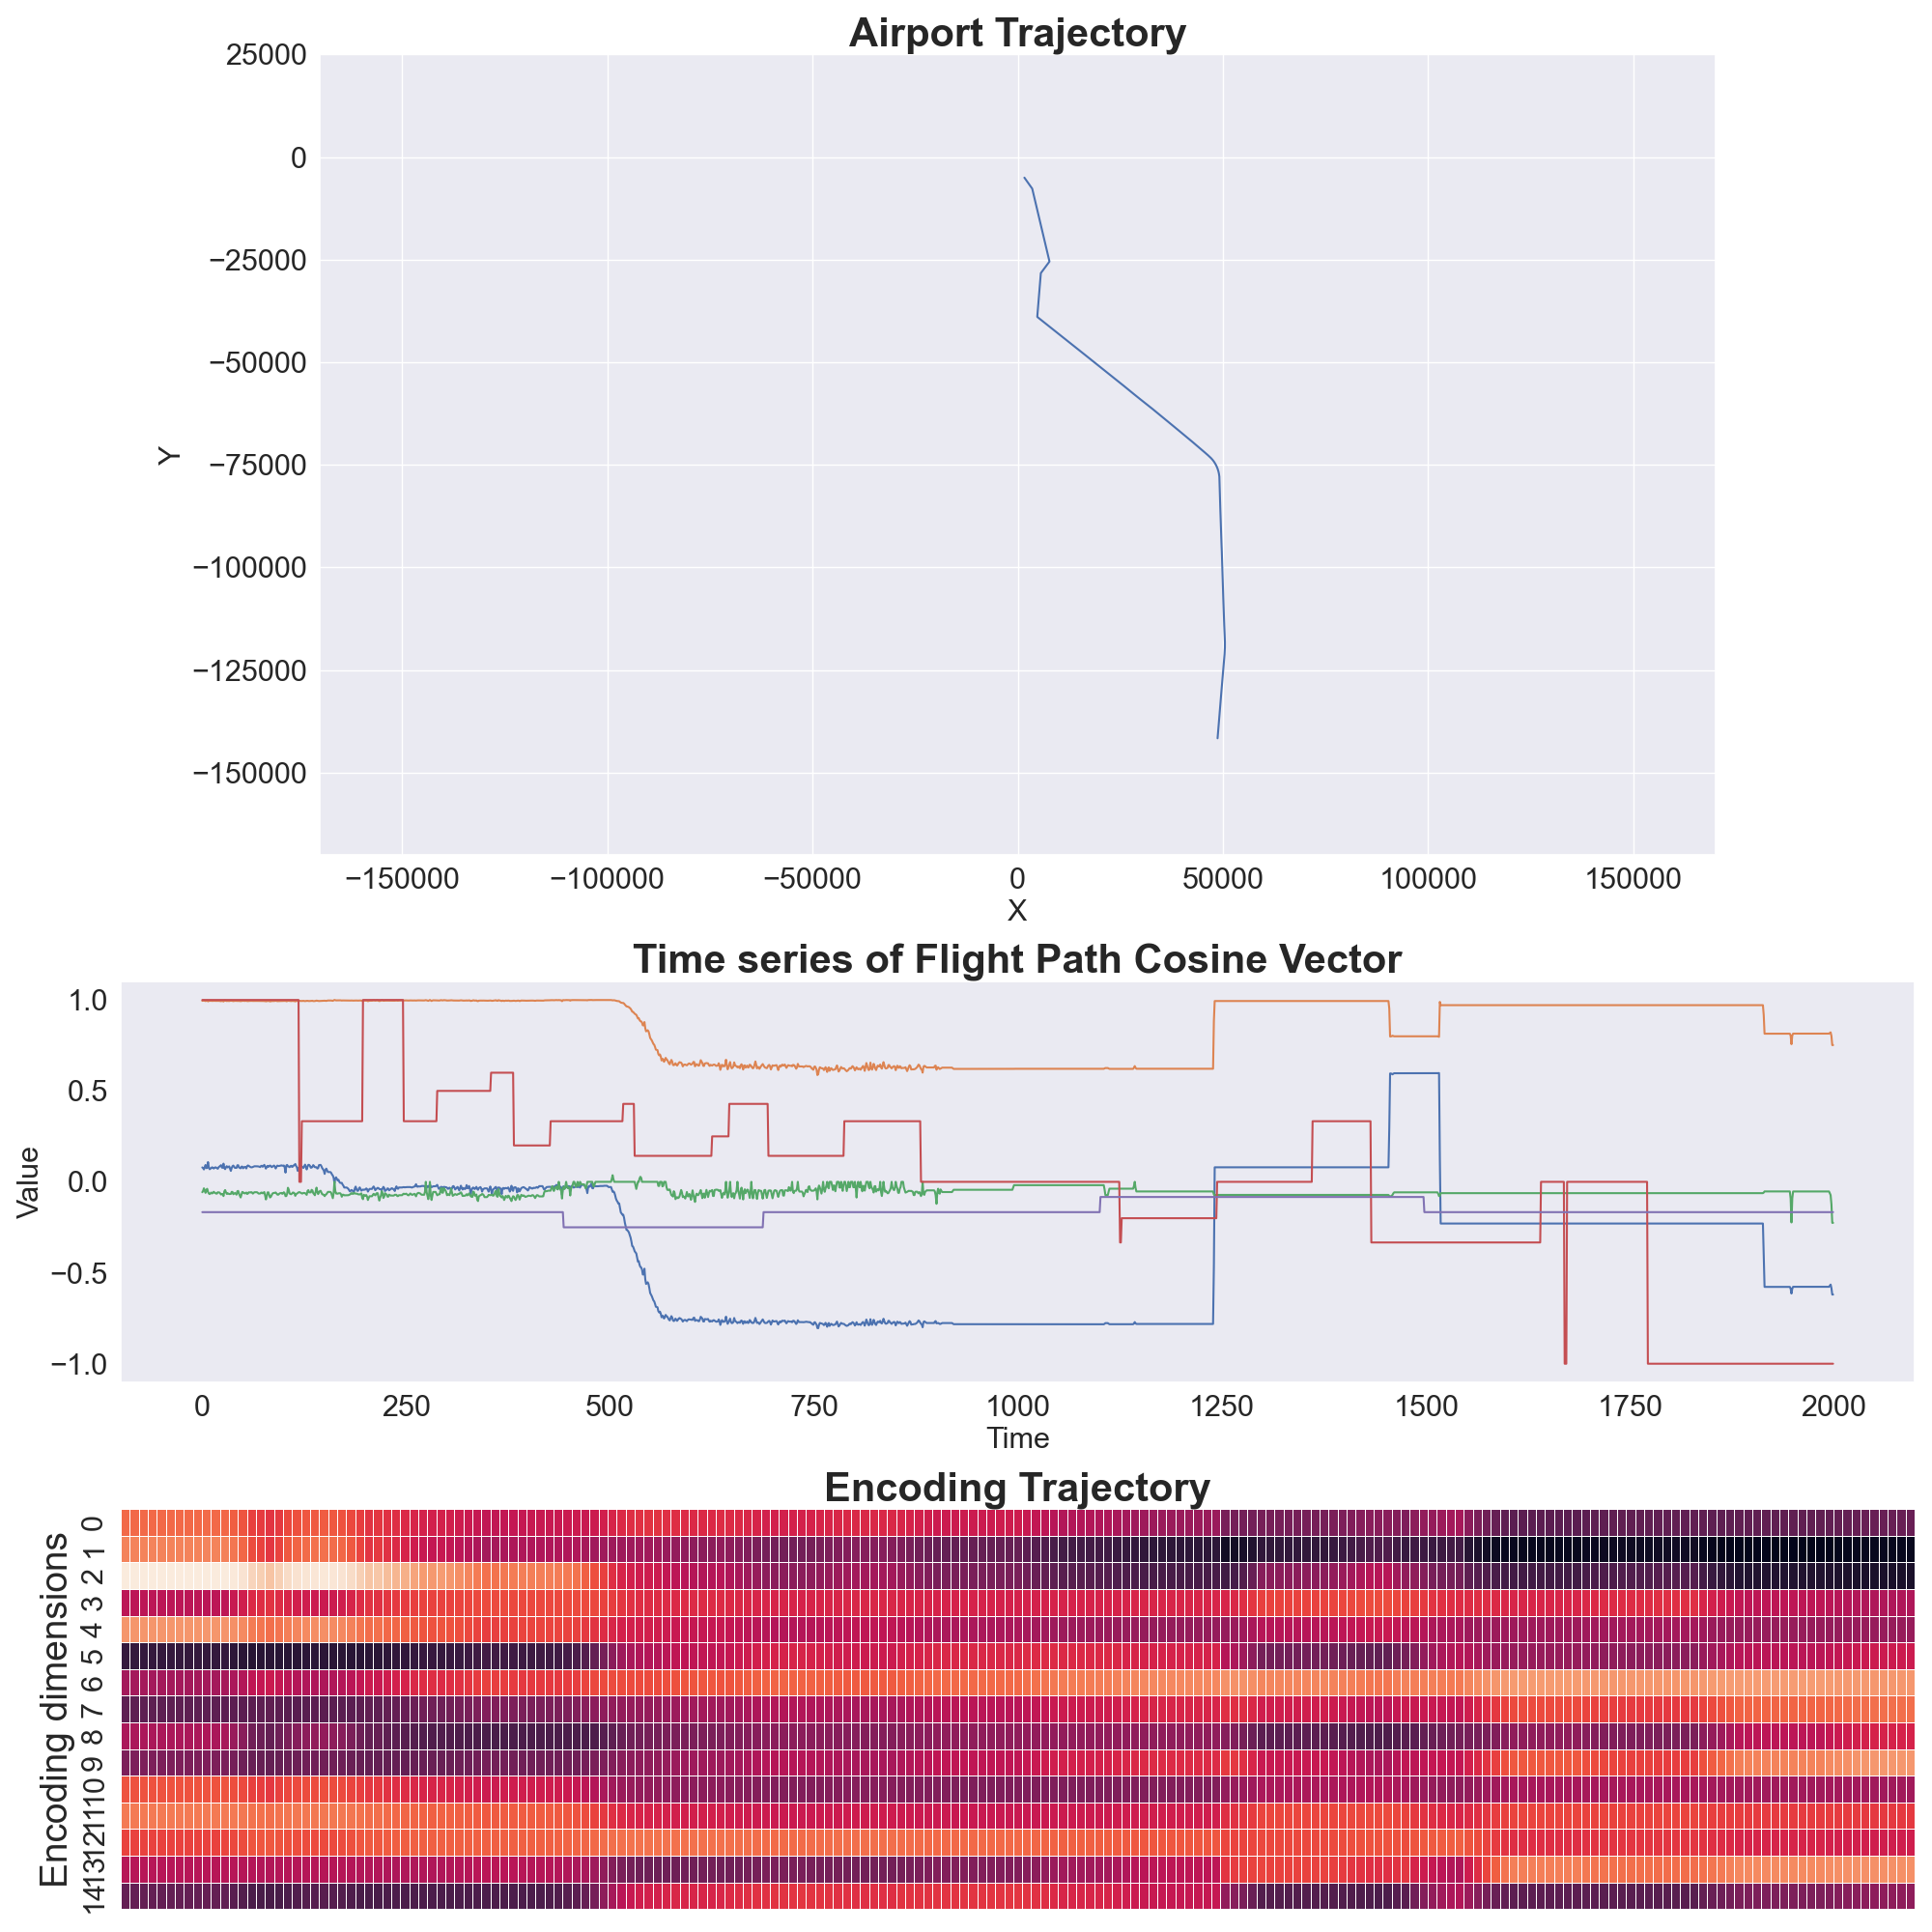 Airport Trajectory
25000
0
−25000
−50000
−75000
−100000
−125000
−150000
Y
−150000 −100000 −50000 0 50000 100000 150000
X
Time series of Flight Path Cosine Vector
1.0
0.5
0.0
−0.5
−1.0
Value
0 250 500 750 1000 1250 1500 1750 2000
Time
Encoding Trajectory
0
1
2
3
4
5
6
7
8
9
10
11
12
13
14
Encoding dimensions